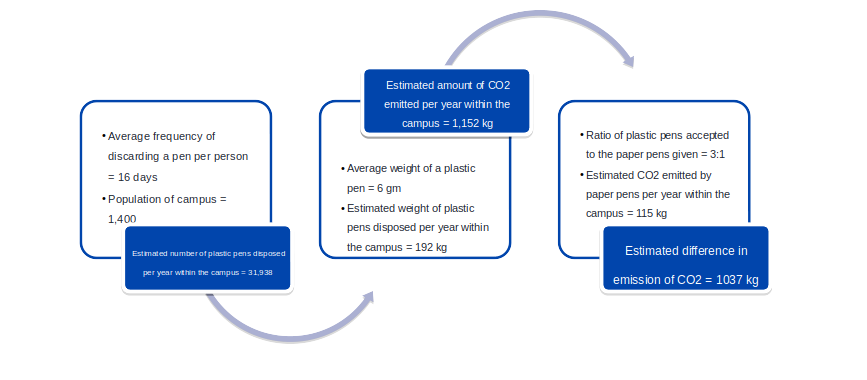 • Average frequency of
discarding a pen per person
= 16 days
• Population of campus =
1,400
Estimated number of plastic pens disposed
per year within the campus = 31,938
Estimated amount of CO2
emitted per year within the
campus = 1,152 kg
• Average weight of a plastic
pen = 6 gm
• Estimated weight of plastic
pens disposed per year within
the campus = 192 kg
• Ratio of plastic pens accepted
to the paper pens given = 3:1
• Estimated CO2 emitted by
paper pens per year within the
campus = 115 kg
Estimated difference in
emission of CO2 = 1037 kg